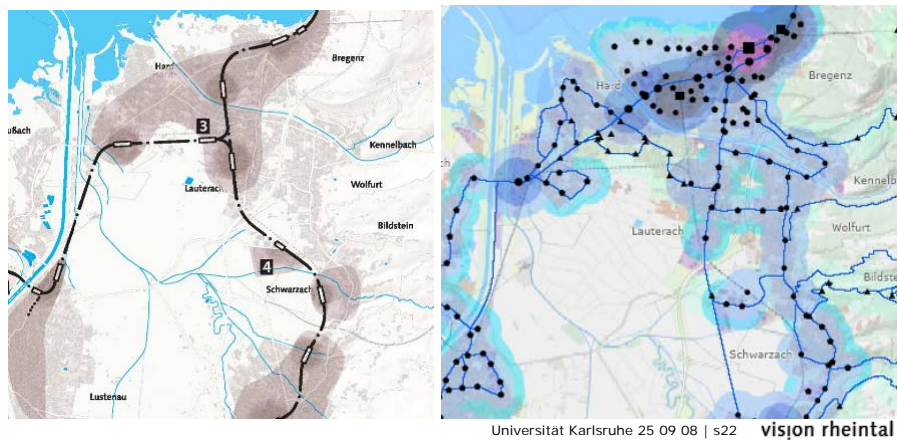 Hard
Bregenz
3
ußach
Kennelbach
Lauterach
Wolfurt
Bildstein
4
Schwarzach
Lustenau
Hard
Bregenz
Kennelb
Wolfurt
Lauterach
Bildste
Schwarzach
Universität Karlsruhe 25 09 08 | s22 vision rheintal